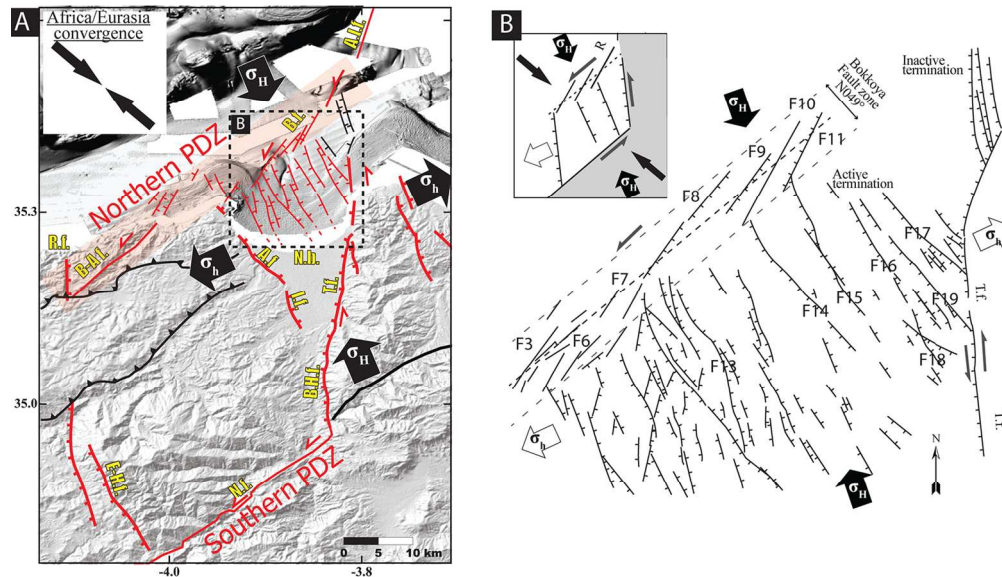 A
Africa/Eurasia
convergence
σH
A.I.f.
B.f.
B
Northern PDZ
35.3
R.f.
B-A.f.
σh
σh
A.f
N.b.
I.f.
T.f.
σH
B.H.f.
35.0
E-H.f.
N.f.
Southern PDZ
0 5 10 km
-4.0
-3.8
B
σH
R
σH
Bokkoya
Fault zone
N049°
Inactive
termination
σH
F10
F11
F9
F8
Active
termination
F17
σh
F7
F16
T.f.
F15
F19
F14
F3
F6
F18
F13
σh
σH
N
T.f.